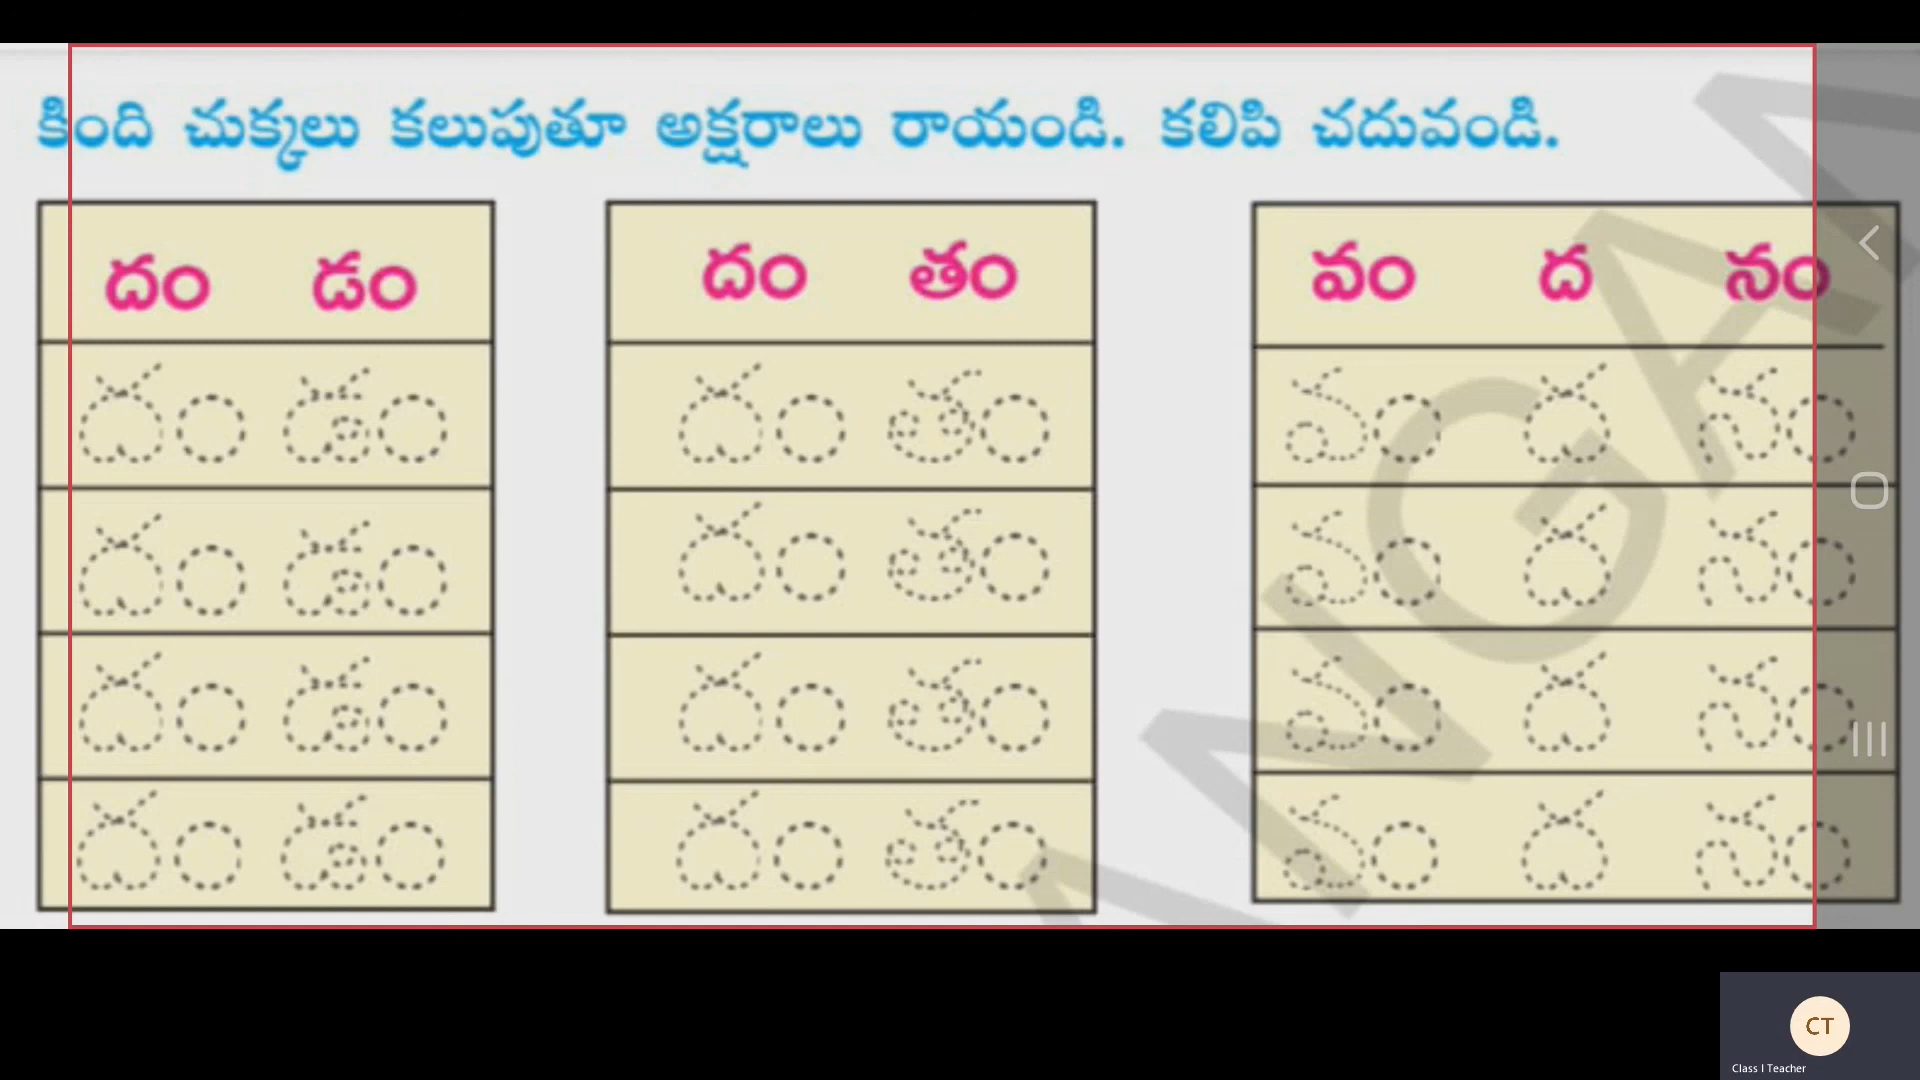 కింది చుక్కలు కలుపుతూ అక్షరాలు రాయండి. కలిపి చదువండి.
దం డం దం తం వం ద నం
దం డం దం తం వం ద నం
దం డం దం తం వం ద నం
దం డం దం తం వం ద నం
దం డం దం తం వం ద నం
CT
Class I Teacher